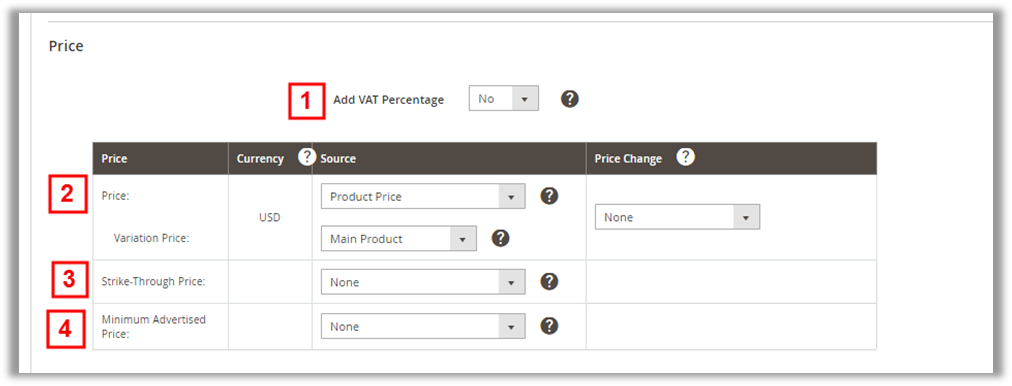 Price
1 Add VAT Percentage No ?
Price Currency ? Source Price Change ?
2 Price: USD Product Price ? None
Variation Price: Main Product ?
3 Strike-Through Price: None ?
4 Minimum Advertised None ?
Price: